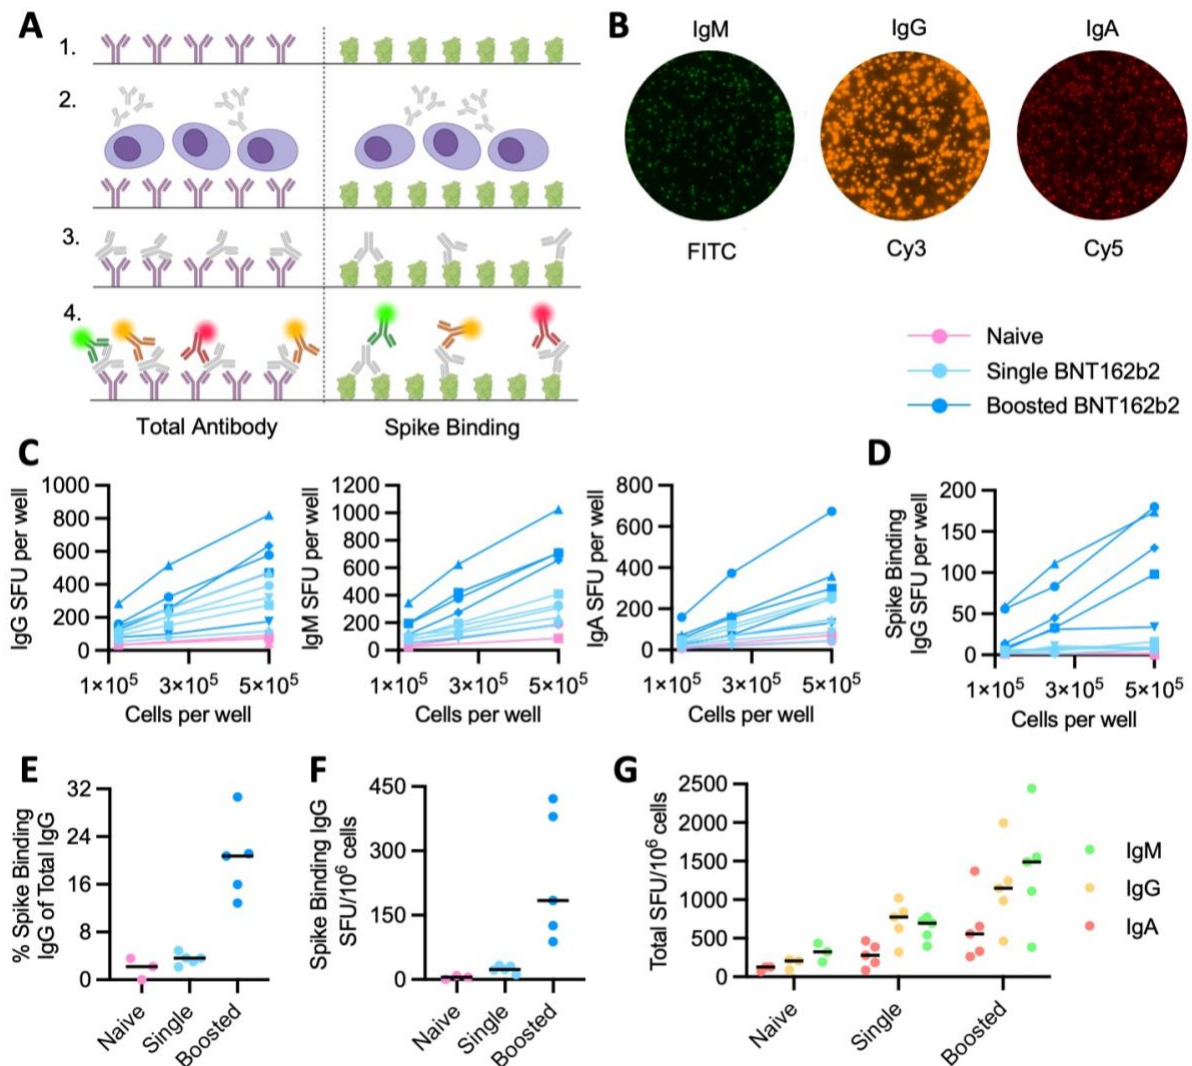 A
1.
2.
3.
4.
Total Antibody
Spike Binding
B
IgM
IgG
IgA
FITC
Cy3
Cy5
Naive
Single BNT162b2
Boosted BNT162b2
C
IgG SFU per well
1000
800
600
400
200
0
1×10⁵
3×10⁵
5×10⁵
Cells per well
IgM SFU per well
1200
1000
800
600
400
200
0
1×10⁵
3×10⁵
5×10⁵
Cells per well
IgA SFU per well
800
600
400
200
0
1×10⁵
3×10⁵
5×10⁵
Cells per well
D
Spike Binding
IgG SFU per well
200
150
100
50
0
1×10⁵
3×10⁵
5×10⁵
Cells per well
E
% Spike Binding
IgG of Total IgG
32
24
16
8
0
Naive
Single
Boosted
F
Spike Binding IgG
SFU/10⁶ cells
450
300
150
0
Naive
Single
Boosted
G
Total SFU/10⁶ cells
2500
2000
1500
1000
500
0
Naive
Single
Boosted
IgM
IgG
IgA